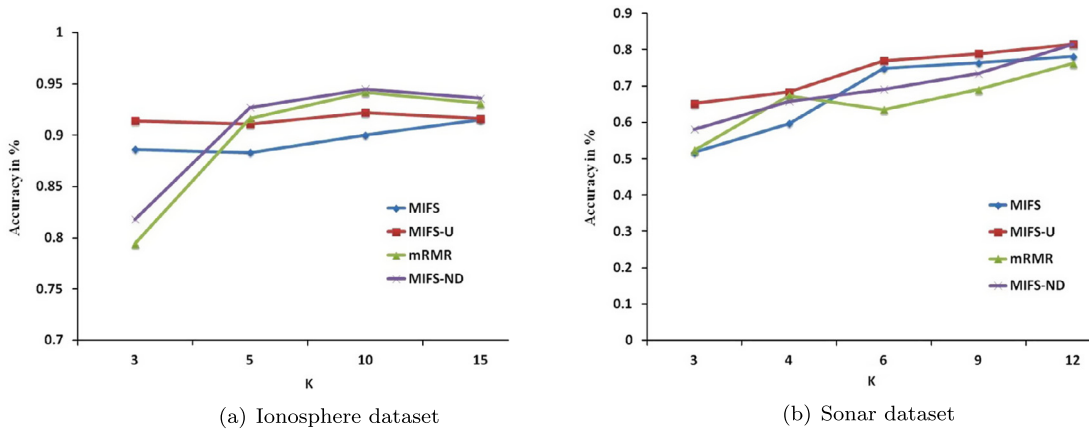 1
0.95
0.9
0.85
0.8
0.75
0.7
Accuracy in %
3 5 10 15
K
MIFS
MIFS-U
mRMR
MIFS-ND
(a) Ionosphere dataset
0.9
0.8
0.7
0.6
0.5
0.4
0.3
0.2
0.1
0
Accuracy in %
3 4 6 9 12
K
MIFS
MIFS-U
mRMR
MIFS-ND
(b) Sonar dataset